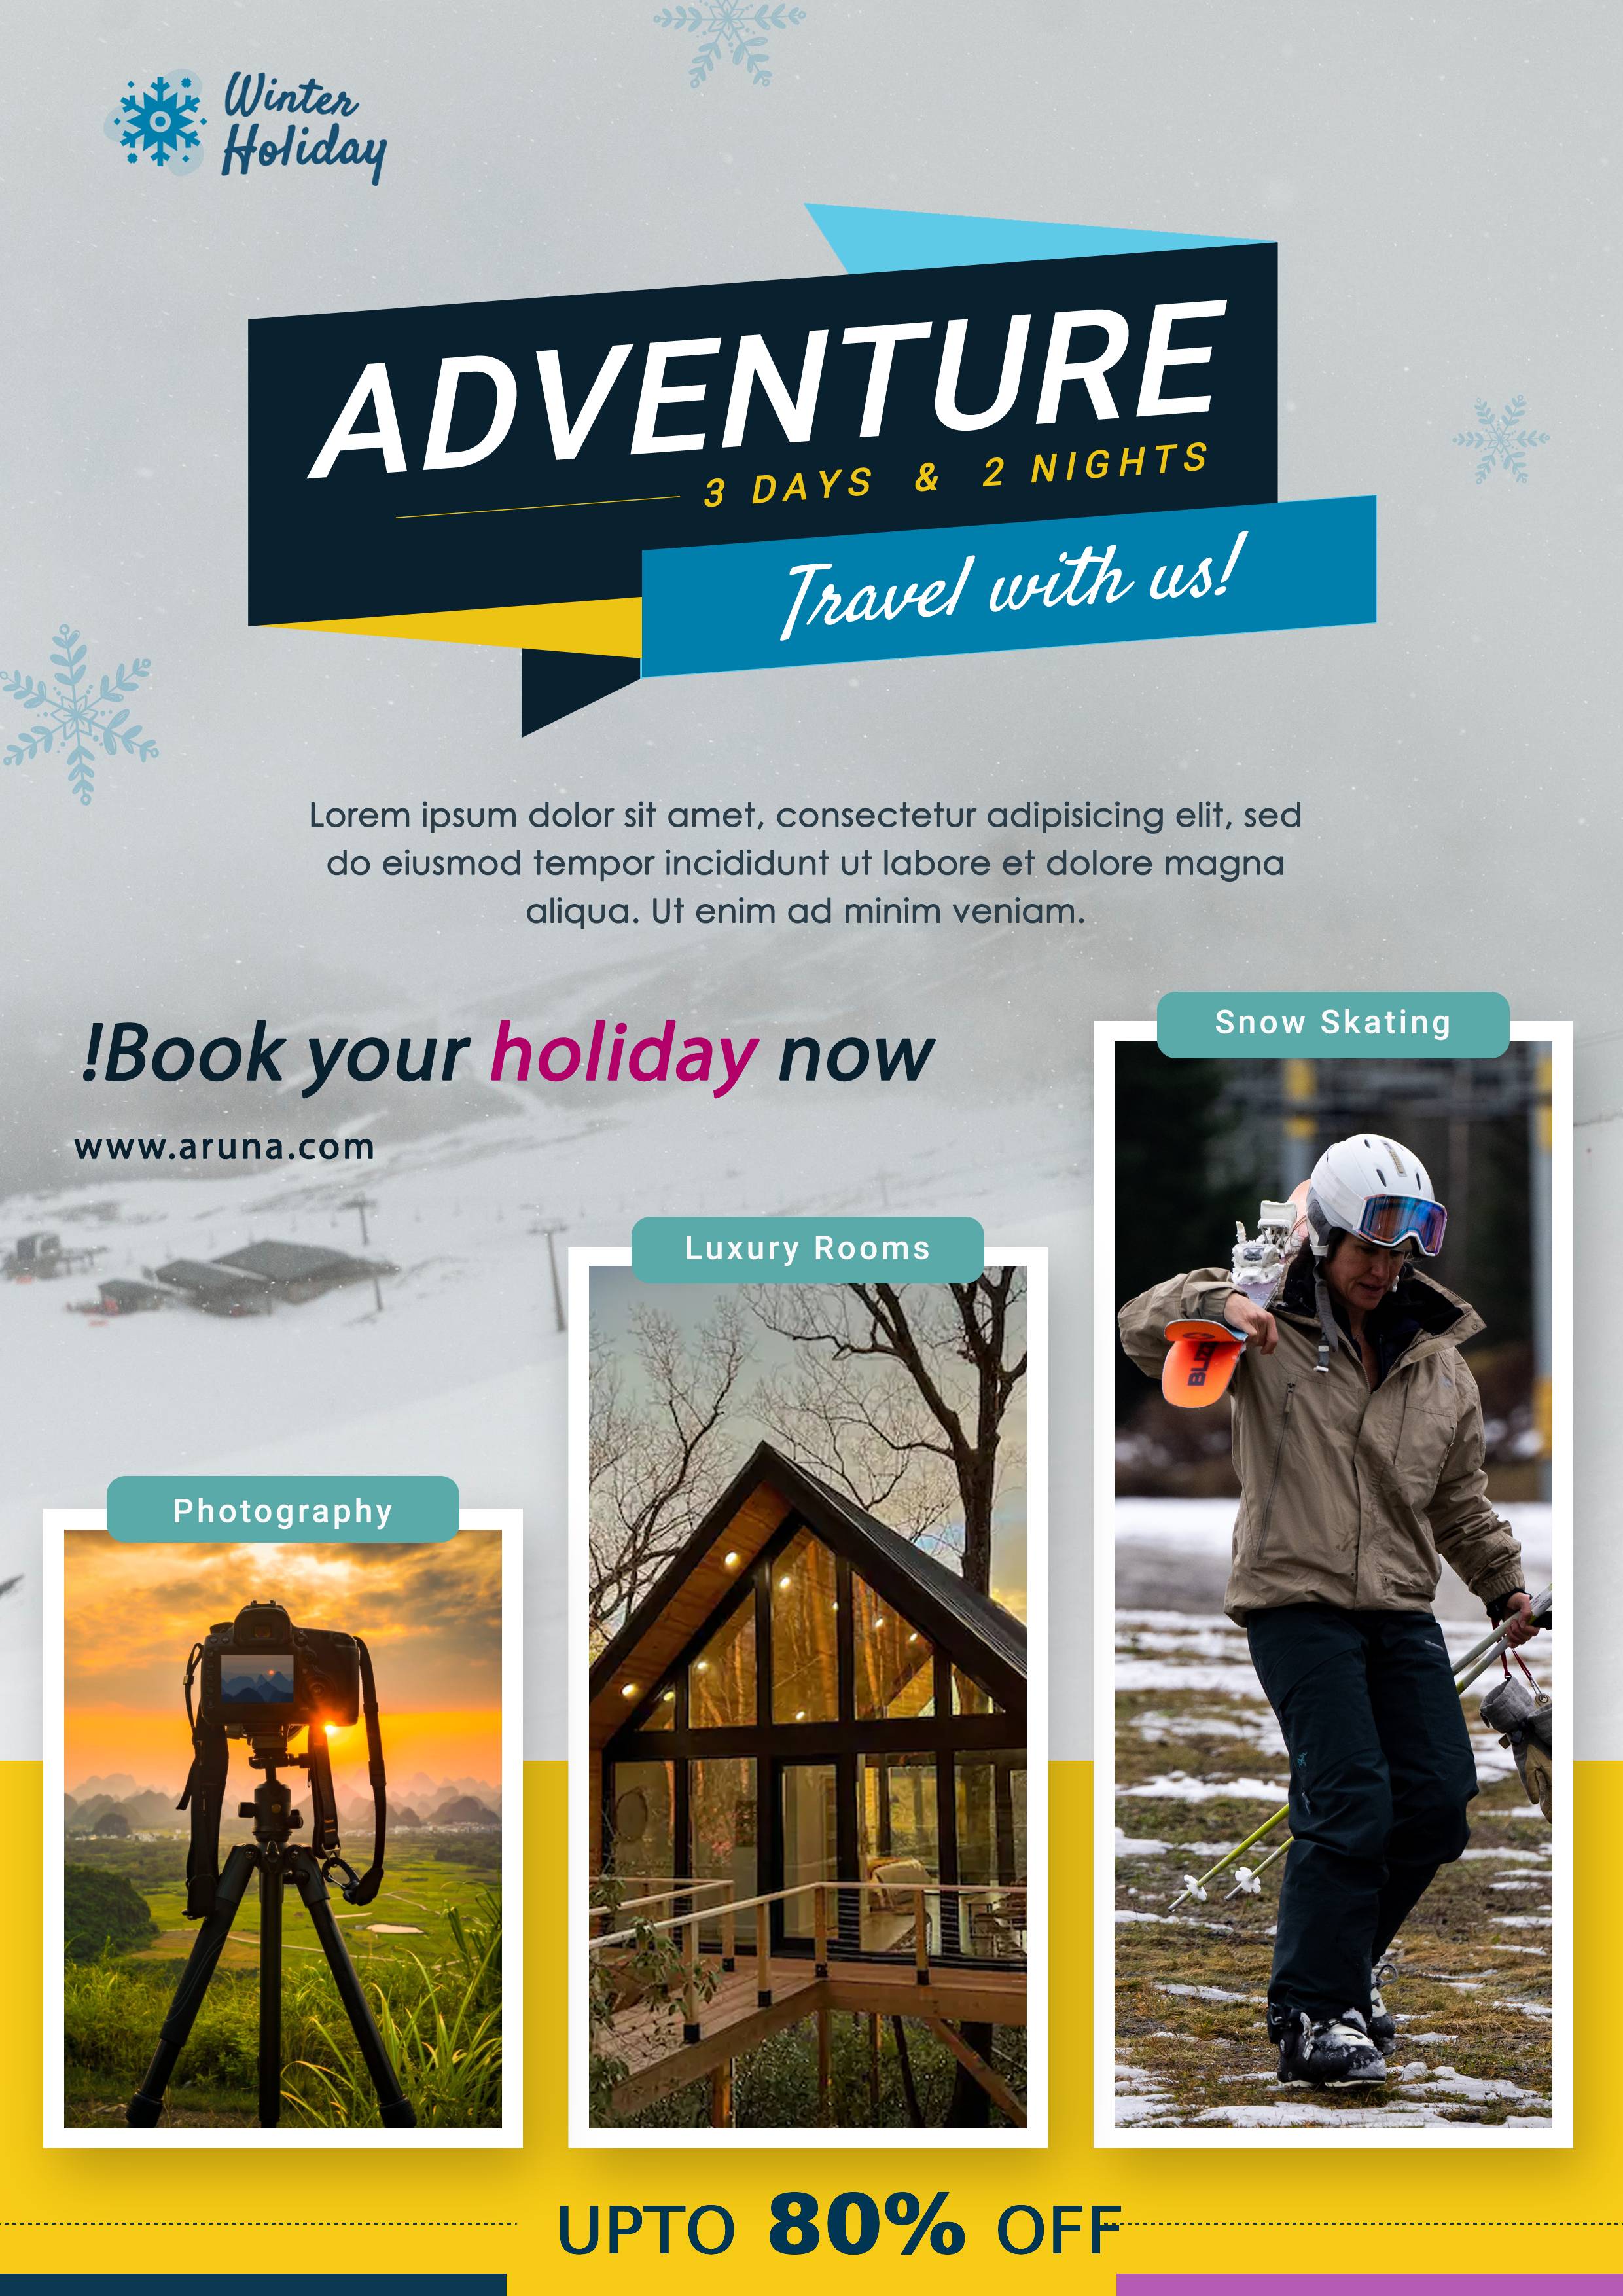 Winter
Holiday
ADVENTURE
3 DAYS & 2 NIGHTS
Travel with us!
Lorem ipsum dolor sit amet, consectetur adipisicing elit, sed
do eiusmod tempor incididunt ut labore et dolore magna
aliqua. Ut enim ad minim veniam.
!Book your holiday now
www.aruna.com
Snow Skating
Luxury Rooms
Photography
BLIZ
UPTO 80% OFF